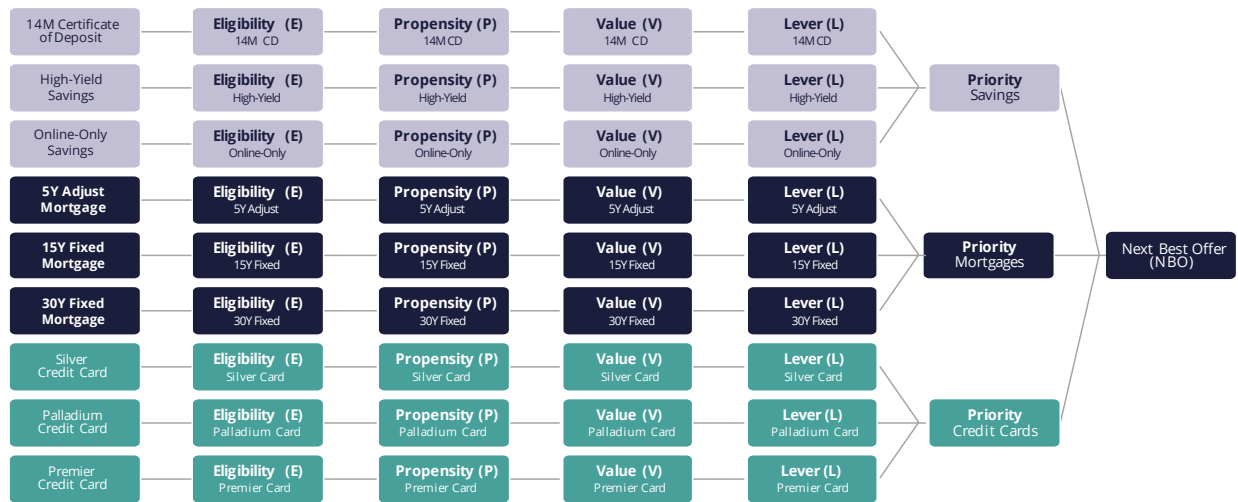 14M Certificate
of Deposit
Eligibility (E)
14M CD
Propensity (P)
14M CD
Value (V)
14M CD
Lever (L)
14M CD
High-Yield
Savings
Eligibility (E)
High-Yield
Propensity (P)
High-Yield
Value (V)
High-Yield
Lever (L)
High-Yield
Priority
Savings
Online-Only
Savings
Eligibility (E)
Online-Only
Propensity (P)
Online-Only
Value (V)
Online-Only
Lever (L)
Online-Only
5Y Adjust
Mortgage
Eligibility (E)
5Y Adjust
Propensity (P)
5Y Adjust
Value (V)
5Y Adjust
Lever (L)
5Y Adjust
15Y Fixed
Mortgage
Eligibility (E)
15Y Fixed
Propensity (P)
15Y Fixed
Value (V)
15Y Fixed
Lever (L)
15Y Fixed
Priority
Mortgages
Next Best Offer
(NBO)
30Y Fixed
Mortgage
Eligibility (E)
30Y Fixed
Propensity (P)
30Y Fixed
Value (V)
30Y Fixed
Lever (L)
30Y Fixed
Silver
Credit Card
Eligibility (E)
Silver Card
Propensity (P)
Silver Card
Value (V)
Silver Card
Lever (L)
Silver Card
Palladium
Credit Card
Eligibility (E)
Palladium Card
Propensity (P)
Palladium Card
Value (V)
Palladium Card
Lever (L)
Palladium Card
Priority
Credit Cards
Premier
Credit Card
Eligibility (E)
Premier Card
Propensity (P)
Premier Card
Value (V)
Premier Card
Lever (L)
Premier Card